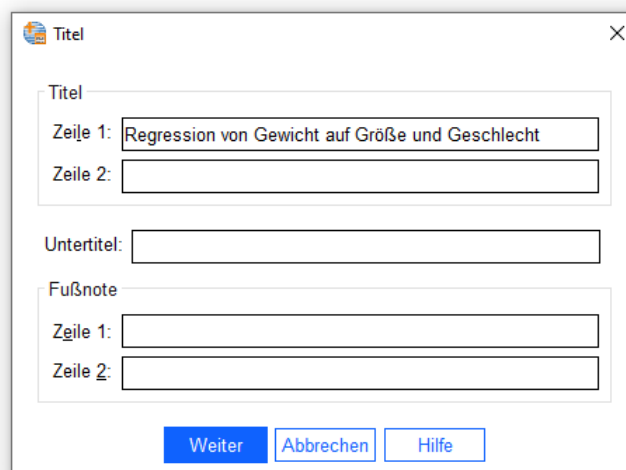 Titel
Titel
Zeile 1: Regression von Gewicht auf Größe und Geschlecht
Zeile 2:
Untertitel:
Fußnote
Zeile 1:
Zeile 2:
Weiter Abbrechen Hilfe